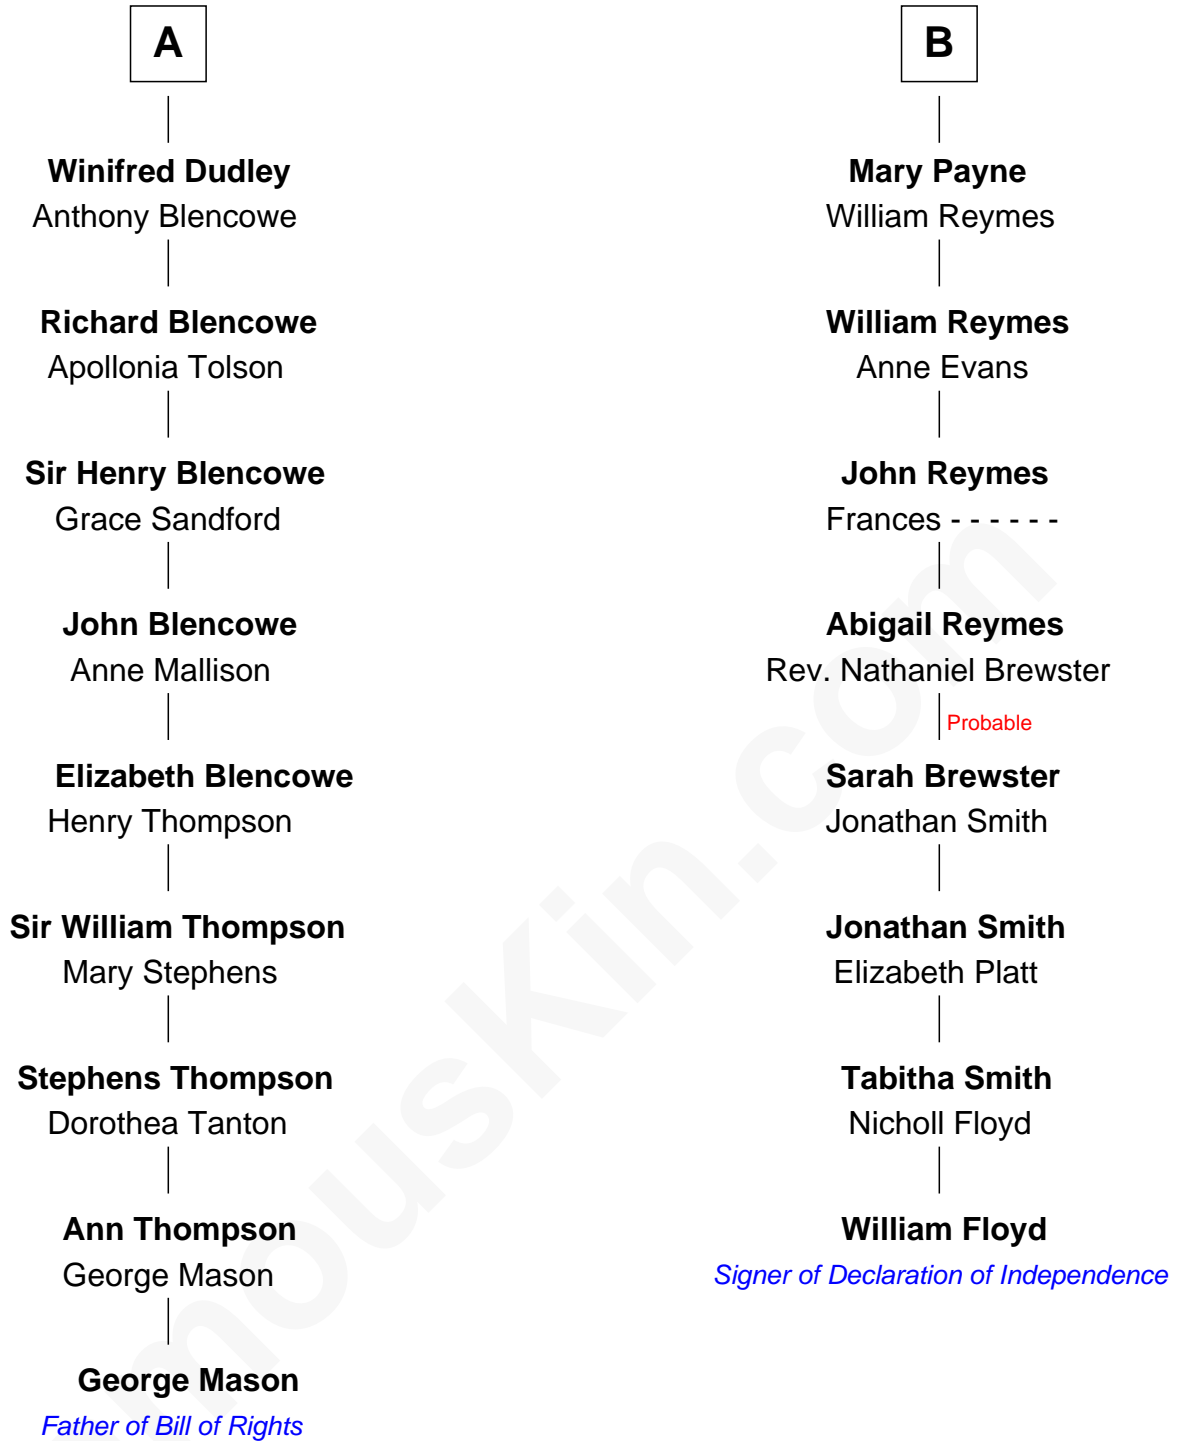 A
Winifred Dudley
Anthony Blencowe
Richard Blencowe
Apollonia Tolson
Sir Henry Blencowe
Grace Sandford
John Blencowe
Anne Mallison
Elizabeth Blencowe
Henry Thompson
Sir William Thompson
Mary Stephens
Stephens Thompson
Dorothea Tanton
Ann Thompson
George Mason
George Mason
Father of Bill of Rights
B
Mary Payne
William Reymes
William Reymes
Anne Evans
John Reymes
Frances - - - - - -
Abigail Reymes
Rev. Nathaniel Brewster
Probable
Sarah Brewster
Jonathan Smith
Jonathan Smith
Elizabeth Platt
Tabitha Smith
Nicholl Floyd
William Floyd
Signer of Declaration of Independence
mousKin.com